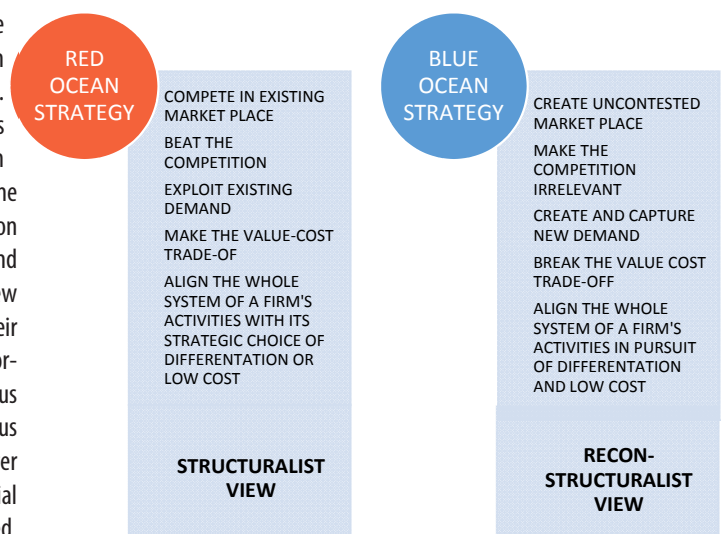 RED
OCEAN
STRATEGY
COMPETE IN EXISTING
MARKET PLACE
BEAT THE
COMPETITION
EXPLOIT EXISTING
DEMAND
MAKE THE VALUE-COST
TRADE-OF
ALIGN THE WHOLE
SYSTEM OF A FIRM'S
ACTIVITIES WITH ITS
STRATEGIC CHOICE OF
DIFFERENTATION OR
LOW COST
STRUCTURALIST
VIEW
BLUE
OCEAN
STRATEGY
CREATE UNCONTESTED
MARKET PLACE
MAKE THE
COMPETITION
IRRELEVANT
CREATE AND CAPTURE
NEW DEMAND
BREAK THE VALUE COST
TRADE-OFF
ALIGN THE WHOLE
SYSTEM OF A FIRM'S
ACTIVITIES IN PURSUIT
OF DIFFERENTATION
AND LOW COST
RECON-
STRUCTURALIST
VIEW